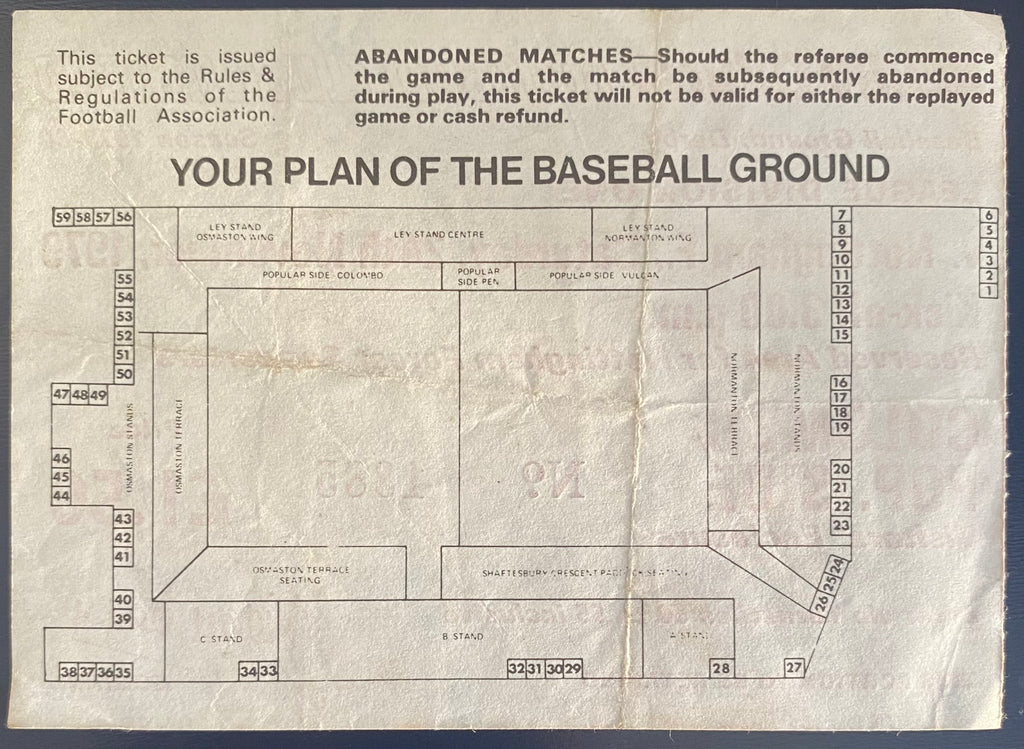 This ticket is issued
subject to the Rules &
Regulations of the
Football Association.
ABANDONED MATCHES—Should the referee commence
the game and the match be subsequently abandoned
during play, this ticket will not be valid for either the replayed
game or cash refund.
YOUR PLAN OF THE BASEBALL GROUND
59 58 57 56
LEY STAND
OSMASTON WING
LEY STAND CENTRE
LEY STAND
NORMANTON WING
7
8
9
10
11
12
13
14
15
6
5
4
3
2
1
POPULAR SIDE COLOMBO
POPULAR
SIDE PEN
POPULAR SIDE VULCAN
55
54
53
52
51
50
47 48 49
OSMASTON STANDS
OSMASTON TERRACE
NORMANTON TERRACE
NORMANTON STANDS
16
17
18
19
46
45
44
20
21
22
23
43
42
41
Nº
OSMASTON TERRACE
SEATING
SHAFTESBURY CRESCENT PADDOCK SEATING
26 25 24
40
39
C STAND
B STAND
A STAND
38 37 36 35
34 33
32 31 30 29
28
27